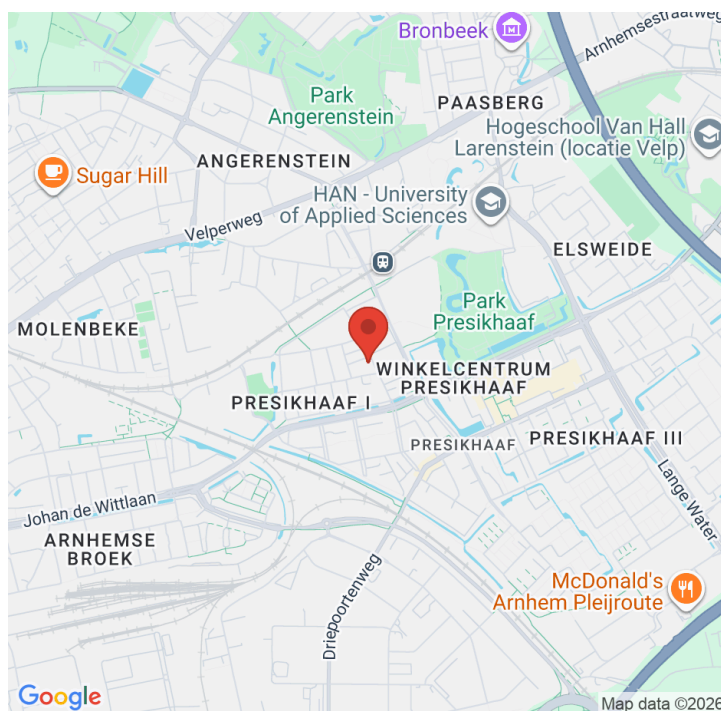 Bronbeek
Arnhemsestraatweg
Park
Angerenstein
PAASBERG
Hogeschool Van Hall
Larenstein (locatie Velp)
ANGERENSTEIN
Sugar Hill
HAN - University
of Applied Sciences
Velperweg
ELSWEIDE
Park
Presikhaaf
MOLENBEKE
WINKELCENTRUM
PRESIKHAAF
PRESIKHAAF I
PRESIKHAAF
PRESIKHAAF III
Lange Water
Johan de Wittlaan
ARNHEMSE
BROEK
Driepoortenweg
McDonald's
Arnhem Pleijroute
Google
Map data ©2026